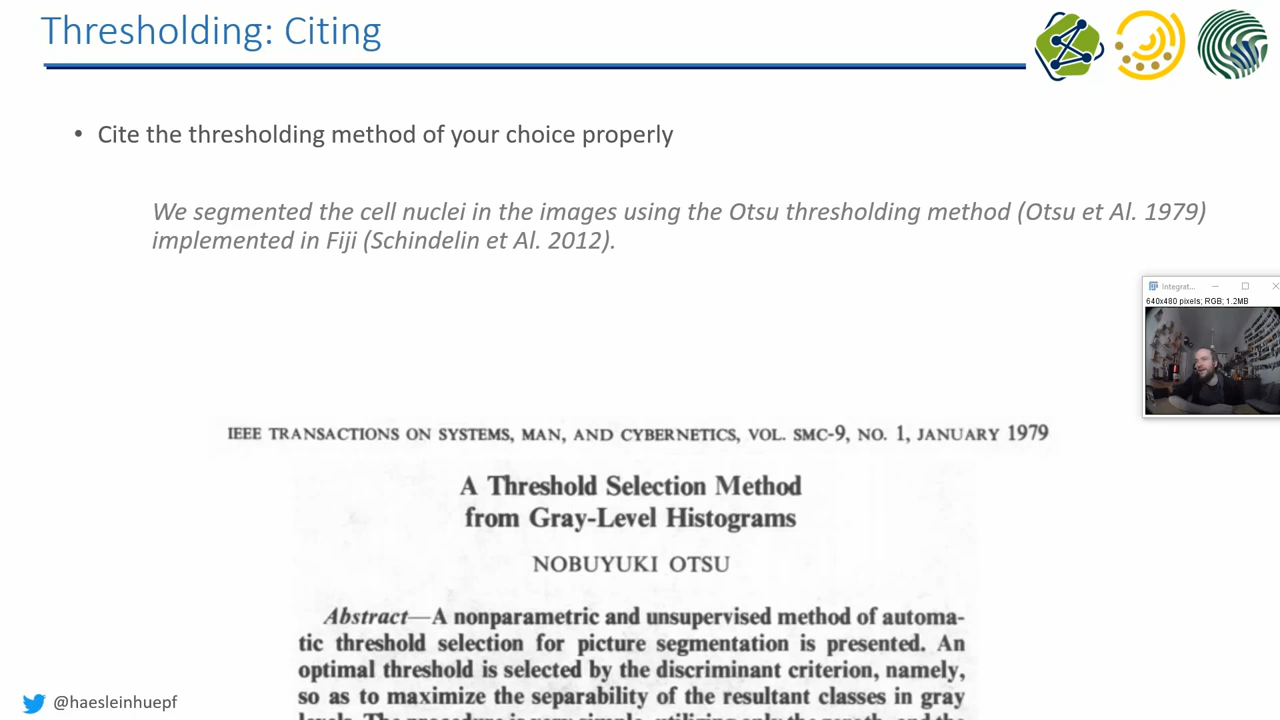 Thresholding: Citing
• Cite the thresholding method of your choice properly
We segmented the cell nuclei in the images using the Otsu thresholding method (Otsu et Al. 1979)
implemented in Fiji (Schindelin et Al. 2012).
Integrat...
640x480 pixels; RGB; 1.2MB
IEEE TRANSACTIONS ON SYSTEMS, MAN, AND CYBERNETICS, VOL. SMC-9, NO. 1, JANUARY 1979
A Threshold Selection Method
from Gray-Level Histograms
NOBUYUKI OTSU
Abstract—A nonparametric and unsupervised method of automa-
tic threshold selection for picture segmentation is presented. An
optimal threshold is selected by the discriminant criterion, namely,
so as to maximize the separability of the resultant classes in gray
@haesleinhuepf